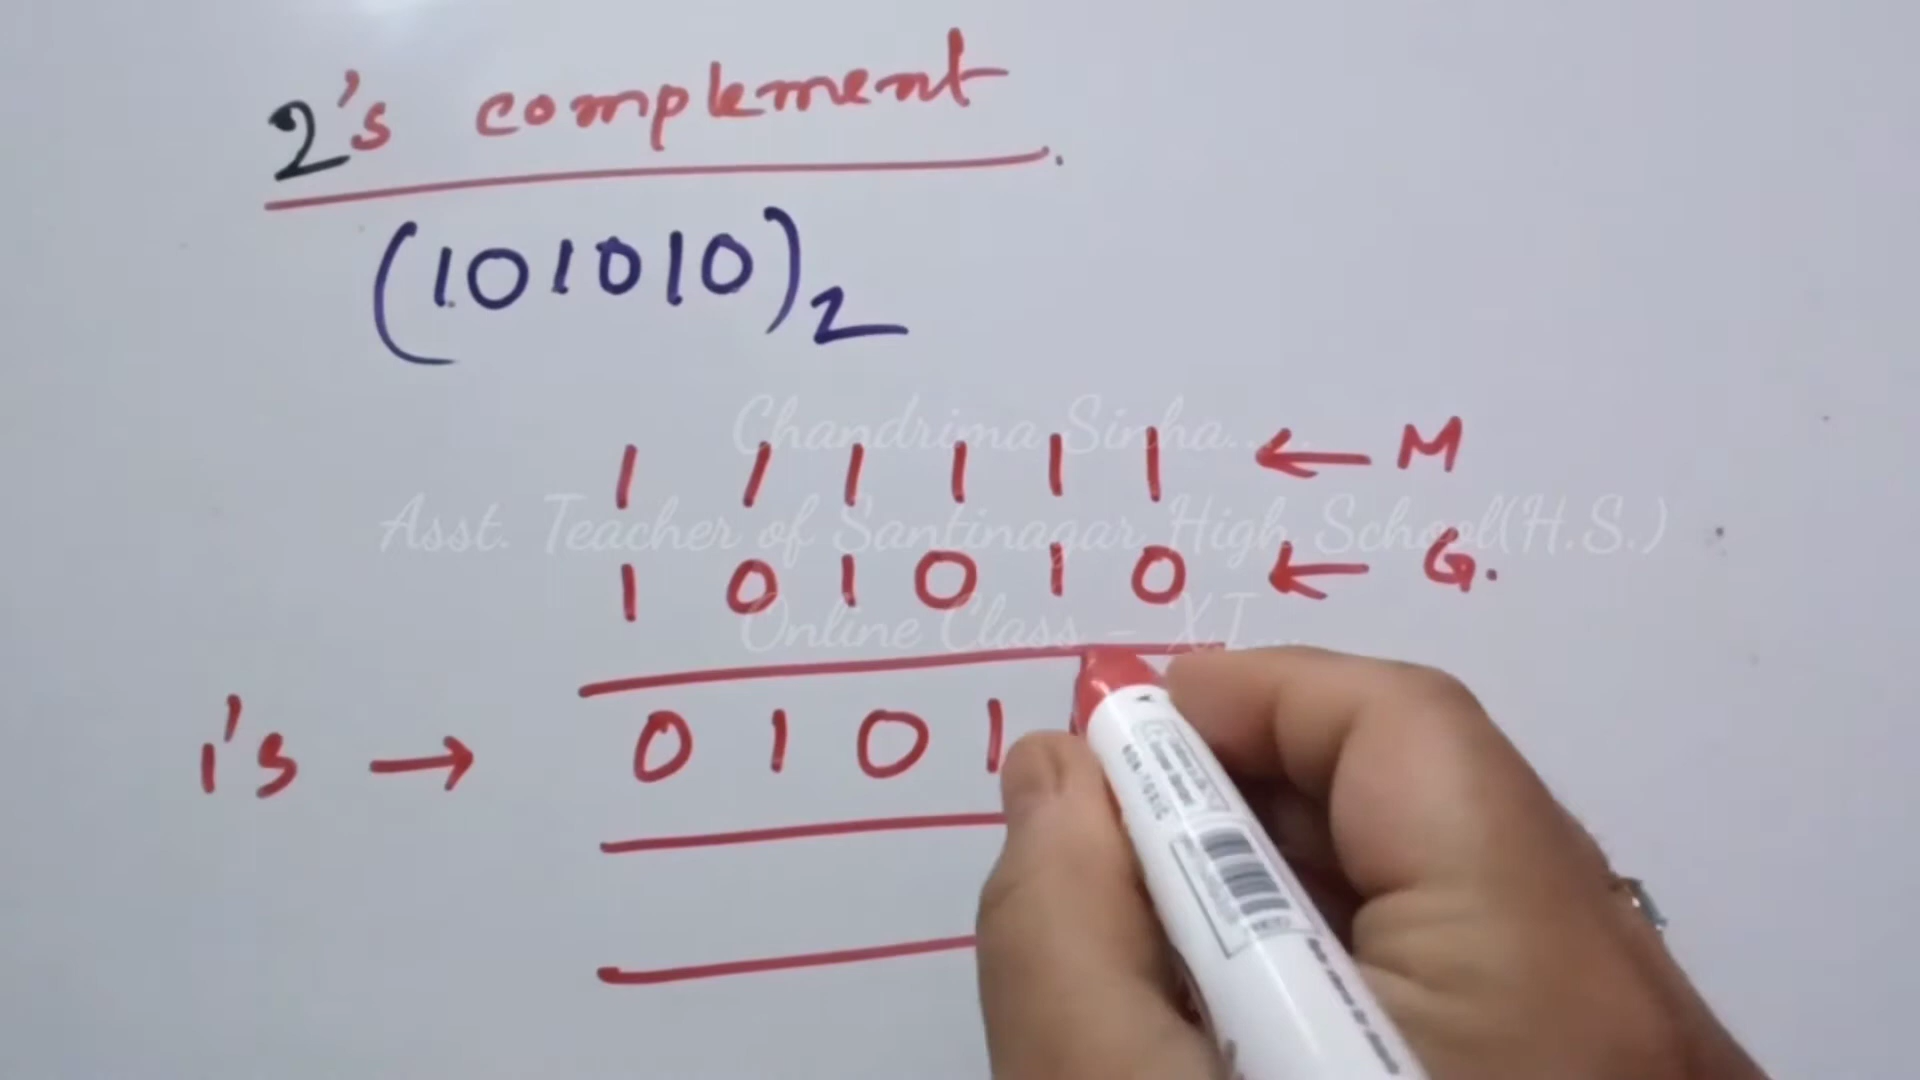 2's complement
(101010)2
Chandrima Sinha....
1 1 1 1 1 1 ← M
Asst. Teacher of Santinagar High School(H.S.)
1 0 1 0 1 0 ← G.
Online Class - XI....
1's → 0 1 0 1